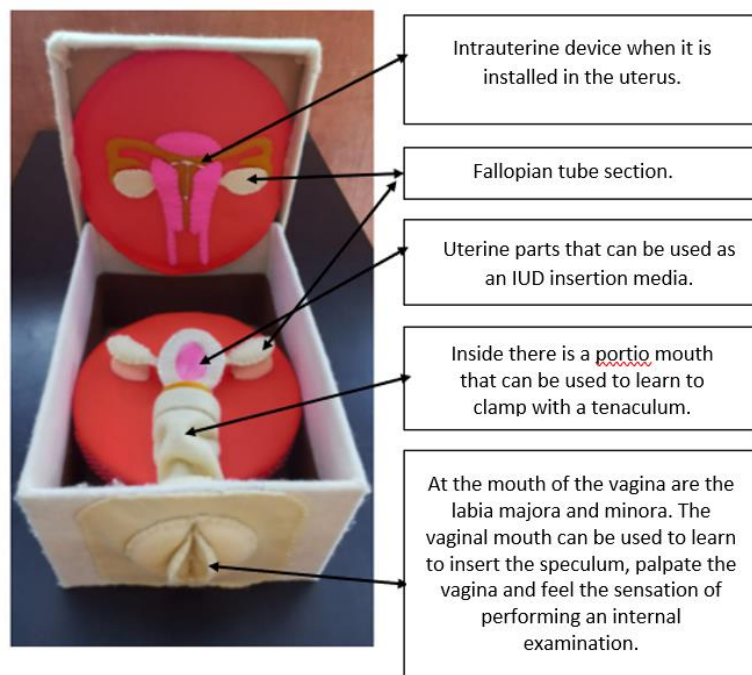 Intrauterine device when it is
installed in the uterus.
Fallopian tube section.
Uterine parts that can be used as
an IUD insertion media.
Inside there is a portio mouth
that can be used to learn to
clamp with a tenaculum.
At the mouth of the vagina are the
labia majora and minora. The
vaginal mouth can be used to learn
to insert the speculum, palpate the
vagina and feel the sensation of
performing an internal
examination.